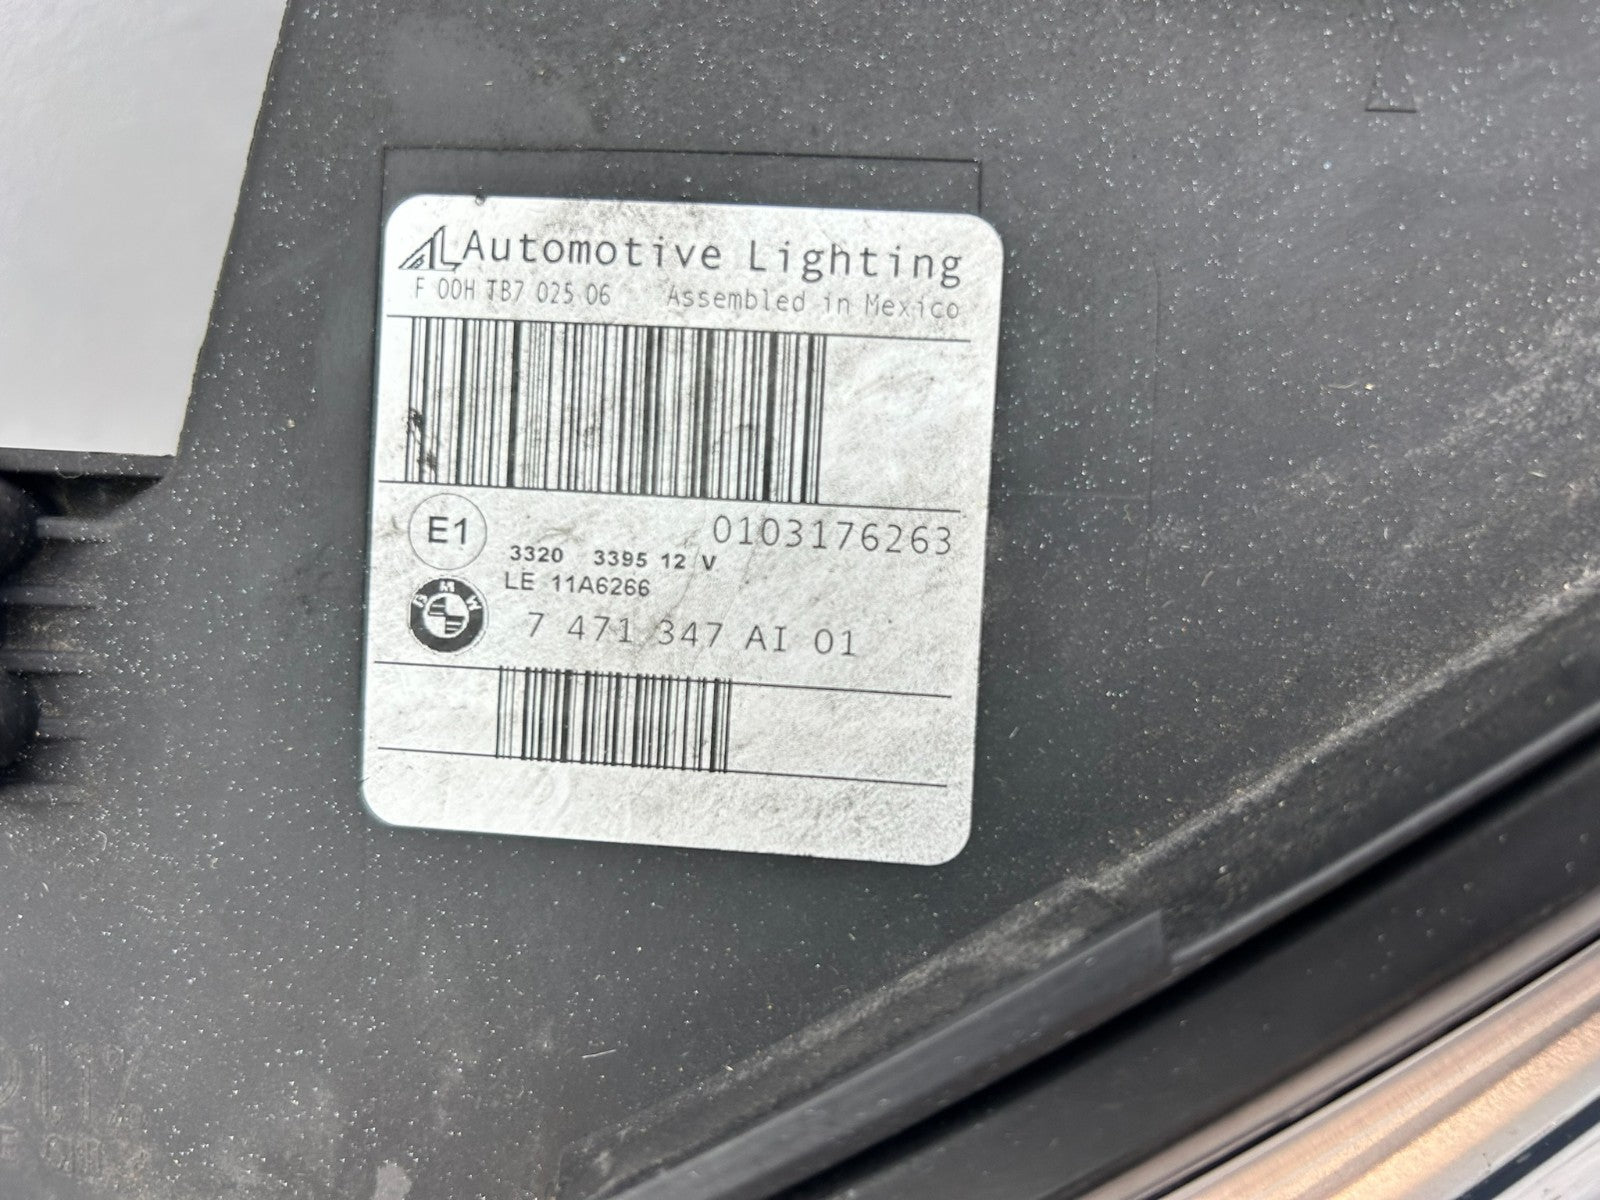 AL Automotive Lighting
F 00H TB7 025 06 Assembled in Mexico
E1
0103176263
3320 3395 12 V
LE 11A6266
BMW
7 471 347 AI 01